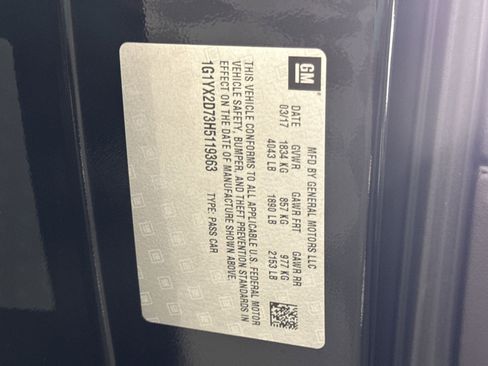 GM
MFD BY GENERAL MOTORS LLC
DATE GVWR GAWR FRT GAWR RR
03/17 1834 KG 857 KG 977 KG
4043 LB 1890 LB 2153 LB
THIS VEHICLE CONFORMS TO ALL APPLICABLE U.S. FEDERAL MOTOR
VEHICLE SAFETY, BUMPER, AND THEFT PREVENTION STANDARDS IN
EFFECT ON THE DATE OF MANUFACTURE SHOWN ABOVE.
1G1YX2D73H5119363 TYPE: PASS CAR